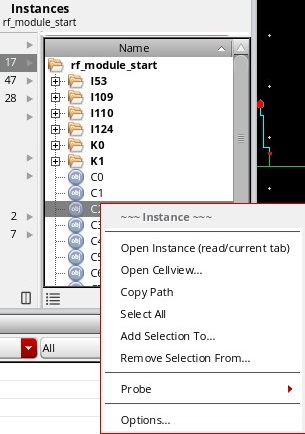 Instances
rf_module_start
17
47
28
2
7
Name
rf_module_start
I53
I109
I110
I124
K0
K1
C0
C1
~~~ Instance ~~~
Open Instance (read/current tab)
Open Cellview...
Copy Path
Select All
Add Selection To...
Remove Selection From...
Probe
Options...
All